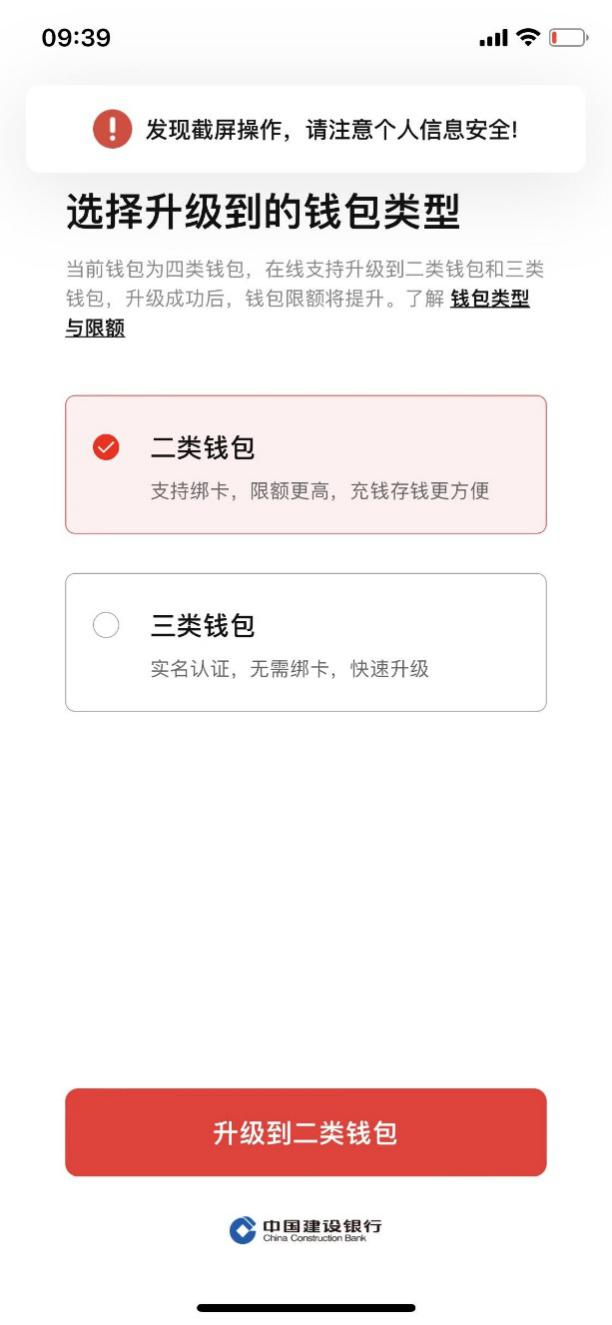 09:39
发现截屏操作，请注意个人信息安全!
选择升级到的钱包类型
当前钱包为四类钱包，在线支持升级到二类钱包和三类
钱包，升级成功后，钱包限额将提升。了解 钱包类型
与限额
二类钱包
支持绑卡，限额更高，充钱存钱更方便
三类钱包
实名认证，无需绑卡，快速升级
升级到二类钱包
中国建设银行
China Construction Bank